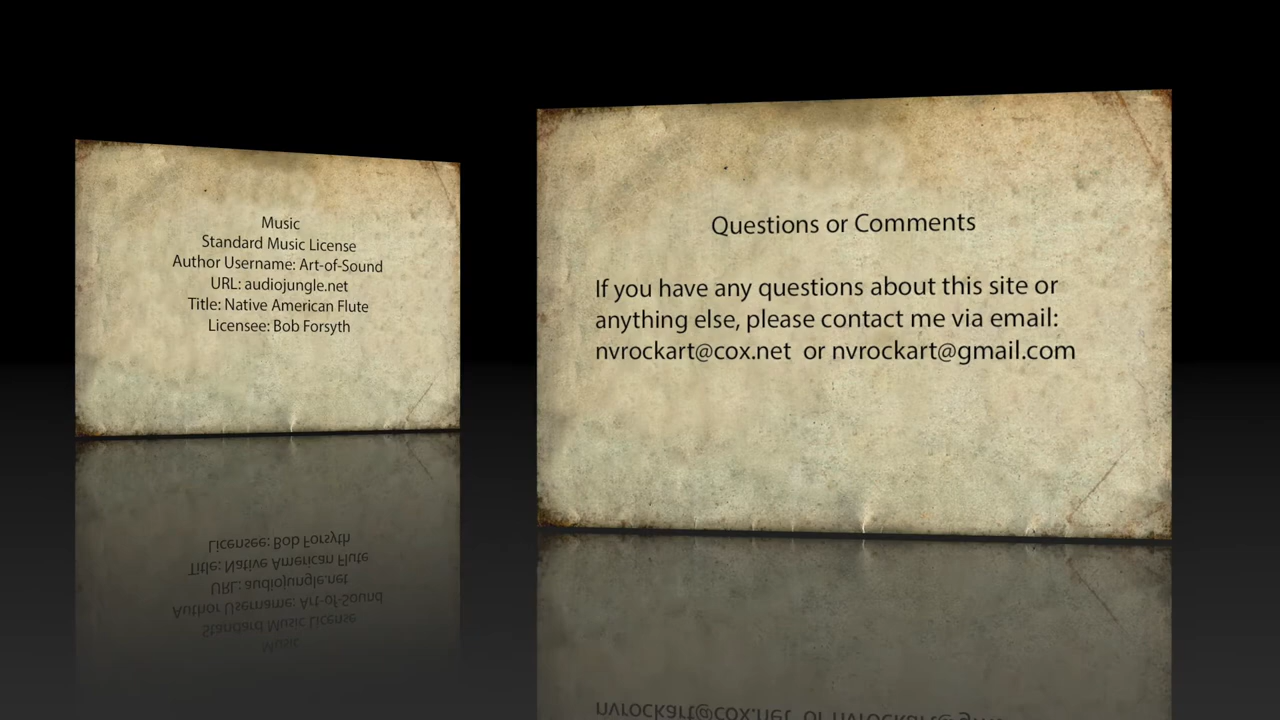 Music
Standard Music License
Author Username: Art-of-Sound
URL: audiojungle.net
Title: Native American Flute
Licensee: Bob Forsyth
Questions or Comments
If you have any questions about this site or
anything else, please contact me via email:
nvrockart@cox.net or nvrockart@gmail.com